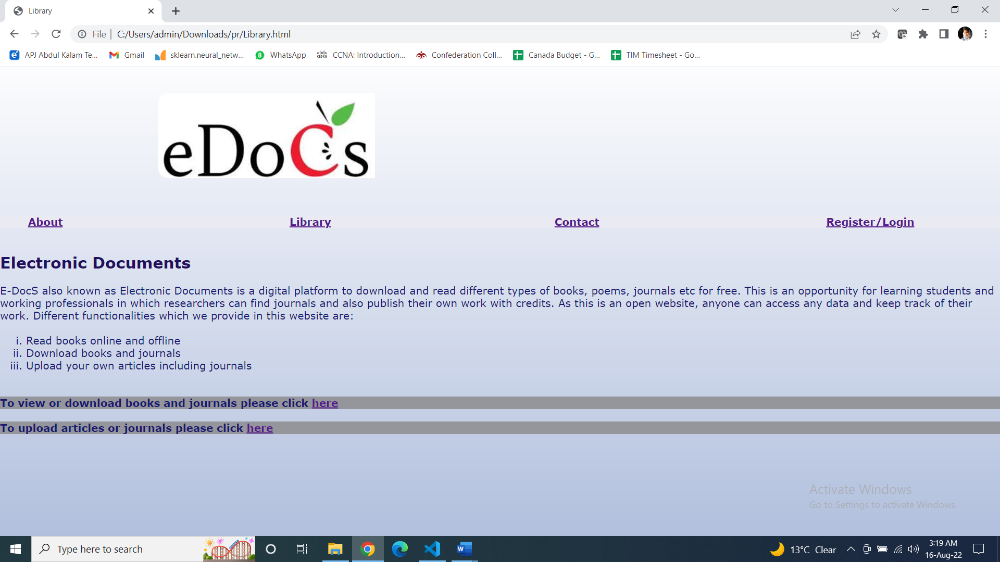 Library
File
C:/Users/admin/Downloads/pr/Library.html
APJ Abdul Kalam Te...
Gmail
sklearn.neural_netw...
WhatsApp
CCNA: Introduction...
Confederation Coll...
Canada Budget - G...
TIM Timesheet - Go...
eDoCs
About
Library
Contact
Register/Login
Electronic Documents
E-DocS also known as Electronic Documents is a digital platform to download and read different types of books, poems, journals etc for free. This is an opportunity for learning students and
working professionals in which researchers can find journals and also publish their own work with credits. As this is an open website, anyone can access any data and keep track of their
work. Different functionalities which we provide in this website are:
i. Read books online and offline
ii. Download books and journals
iii. Upload your own articles including journals
To view or download books and journals please click here
To upload articles or journals please click here
Activate Windows
Go to Settings to activate Windows.
Type here to search
13°C Clear
3:19 AM
16-Aug-22